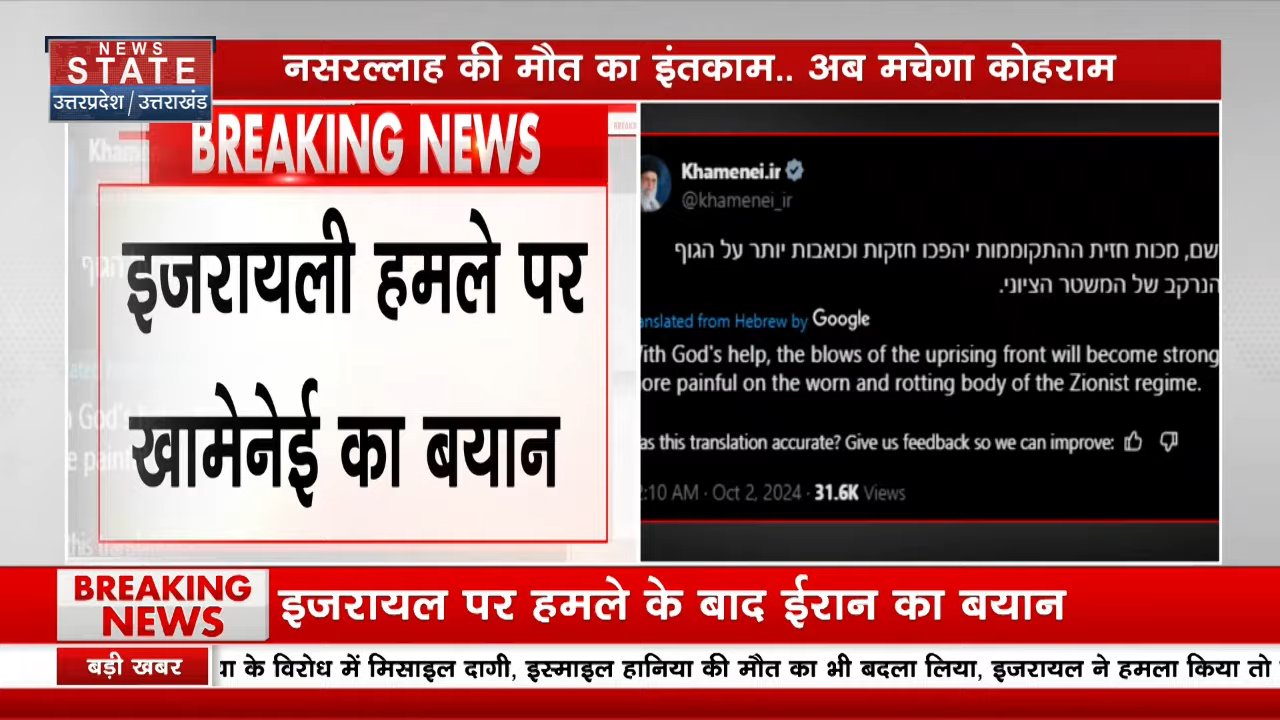 NEWS
STATE
उत्तरप्रदेश/उत्तराखंड
नसरल्लाह की मौत का इंतकाम.. अब मचेगा कोहराम
BREAKING NEWS
इजरायली हमले पर
खामेनेई का बयान
Khamenei.ir
@khamenei_ir
שם, מכות חזית ההתקוממות יהפכו חזקות וכואבות יותר על הגוף
הנרקב של המשטר הציוני.
from Hebrew by Google
God's help, the blows of the uprising front will become strong
painful on the worn and rotting body of the Zionist regime.
this translation accurate? Give us feedback so we can improve:
:10 AM · Oct 2, 2024 · 31.6K Views
BREAKING
NEWS
इजरायल पर हमले के बाद ईरान का बयान
बड़ी खबर
के विरोध में मिसाइल दागी, इस्माइल हानिया की मौत का भी बदला लिया, इजरायल ने हमला किया तो